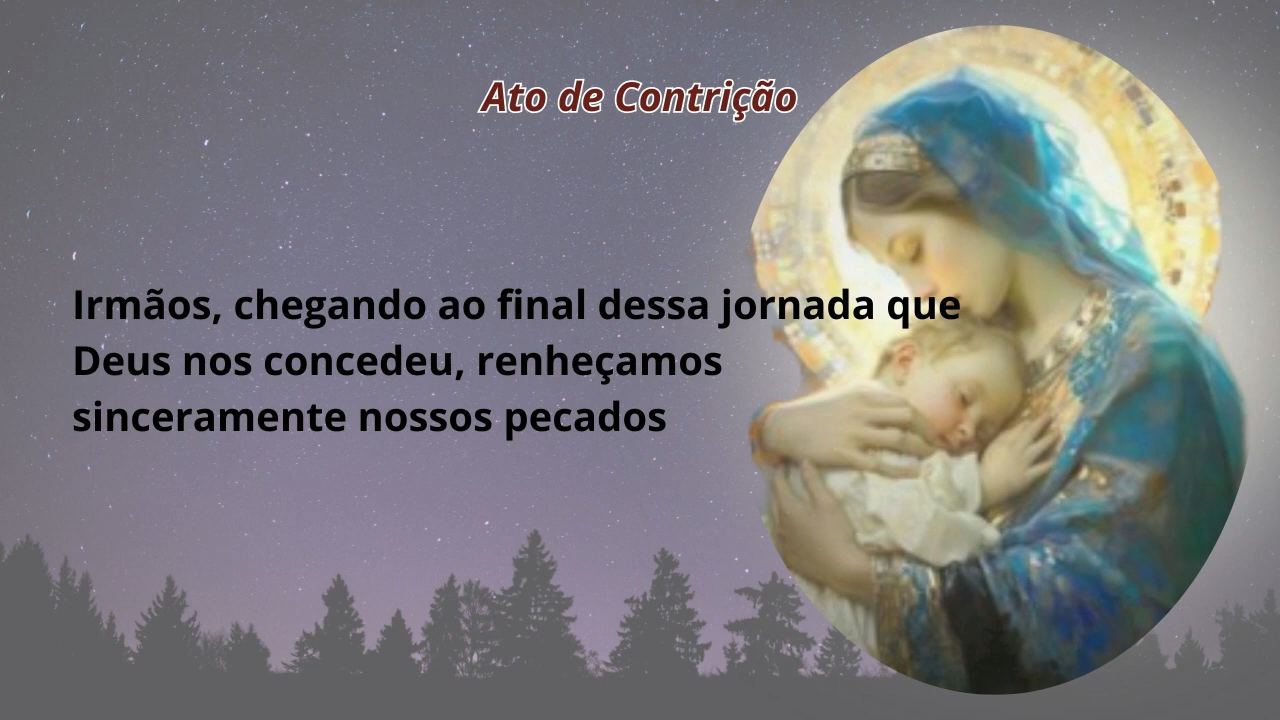 Ato de Contrição
Irmãos, chegando ao final dessa jornada que
Deus nos concedeu, renheçamos
sinceramente nossos pecados